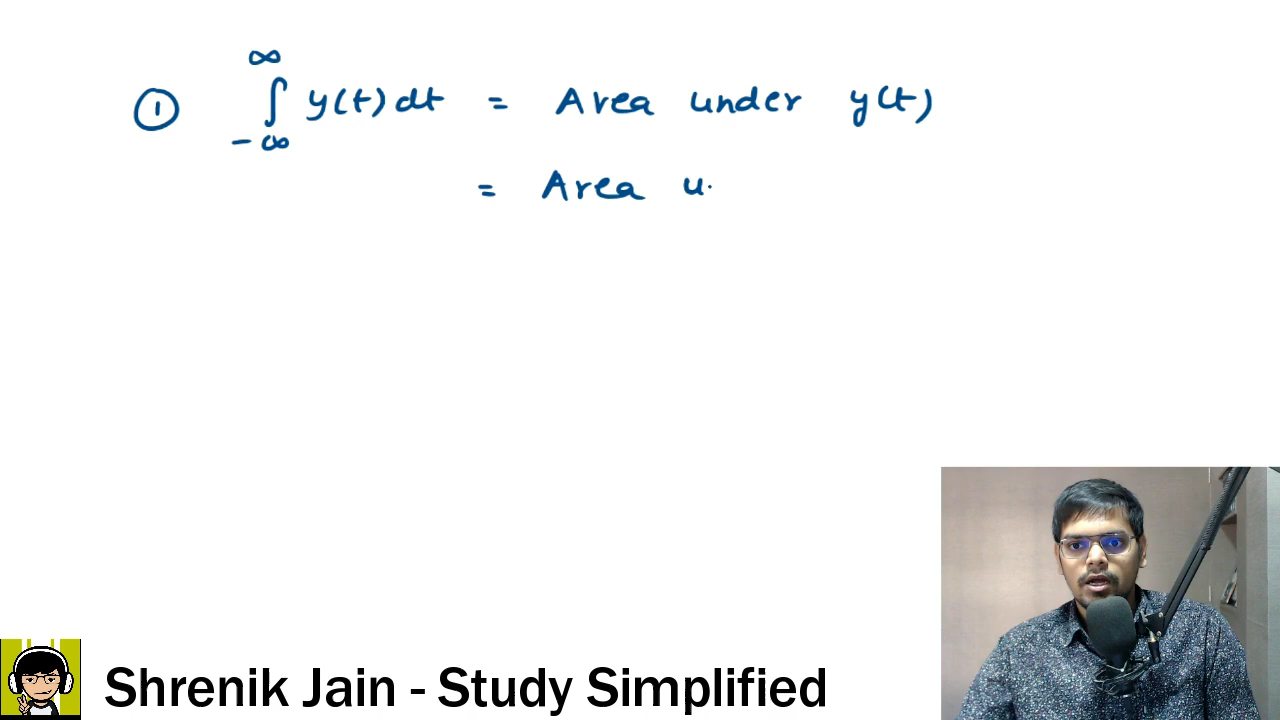 ① ∫_{-∞}^{∞} y(t) dt = Area under y(t)
= Area u
Shrenik Jain - Study Simplified